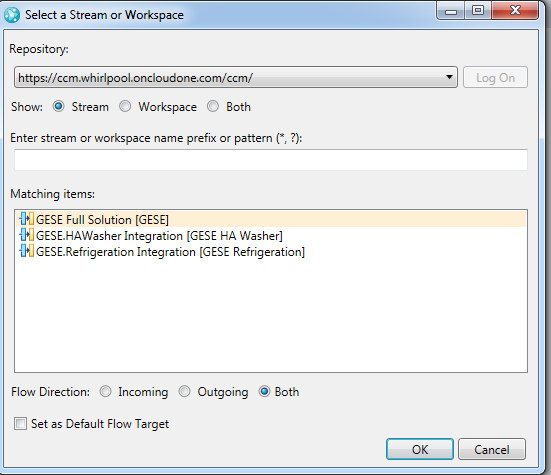 Select a Stream or Workspace
Repository:
https://ccm.whirlpool.oncloudone.com/ccm/
Log On
Show: Stream Workspace Both
Enter stream or workspace name prefix or pattern (*, ?):
Matching items:
GESE Full Solution [GESE]
GESE.HAWasher Integration [GESE HA Washer]
GESE.Refrigeration Integration [GESE Refrigeration]
Flow Direction: Incoming Outgoing Both
Set as Default Flow Target
OK Cancel